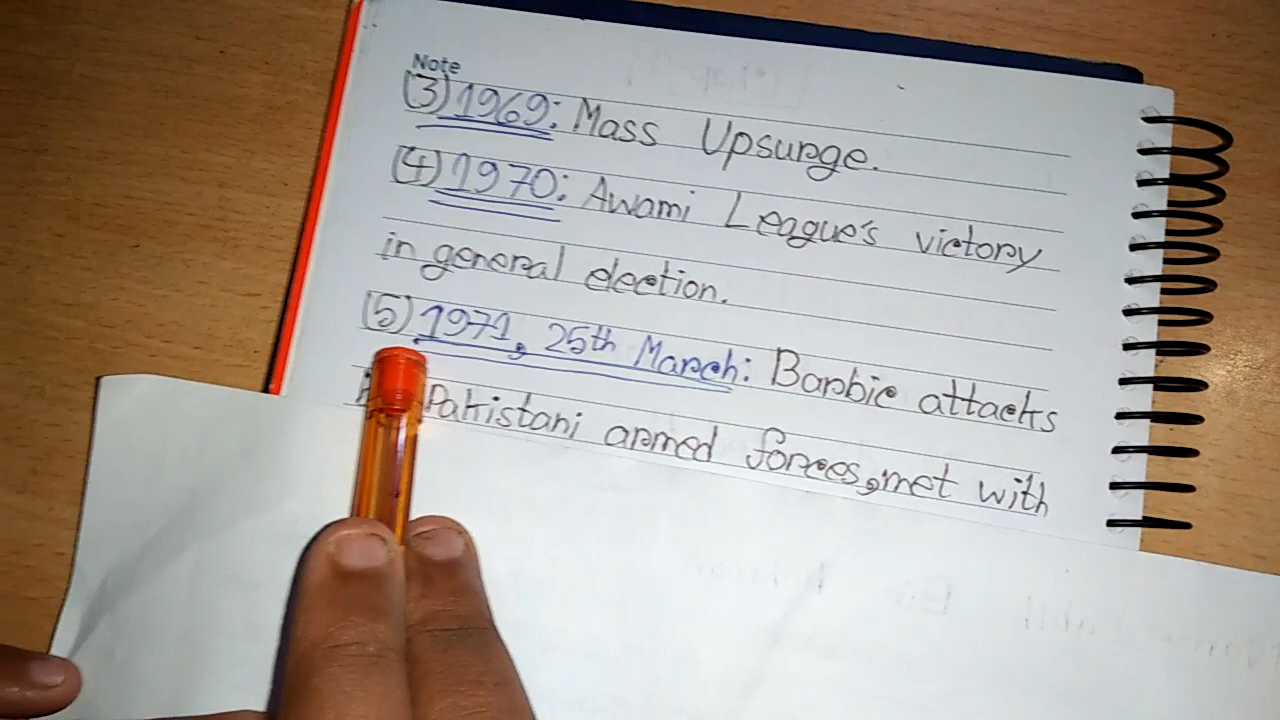 Note
(3) 1969: Mass Upsurge.
(4) 1970: Awami League's victory
in general election.
(5) 1971, 25th March: Barbic attacks
Pakistani armed forces, met with